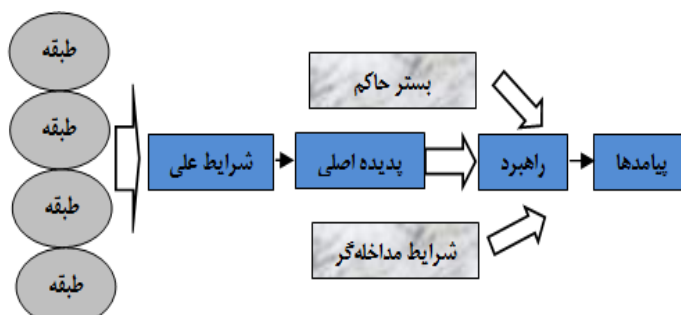 طبقه
طبقه
طبقه
طبقه
بستر حاکم
شرایط علی
پدیده اصلی
راهبرد
پیامدها
شرایط مداخله‌گر